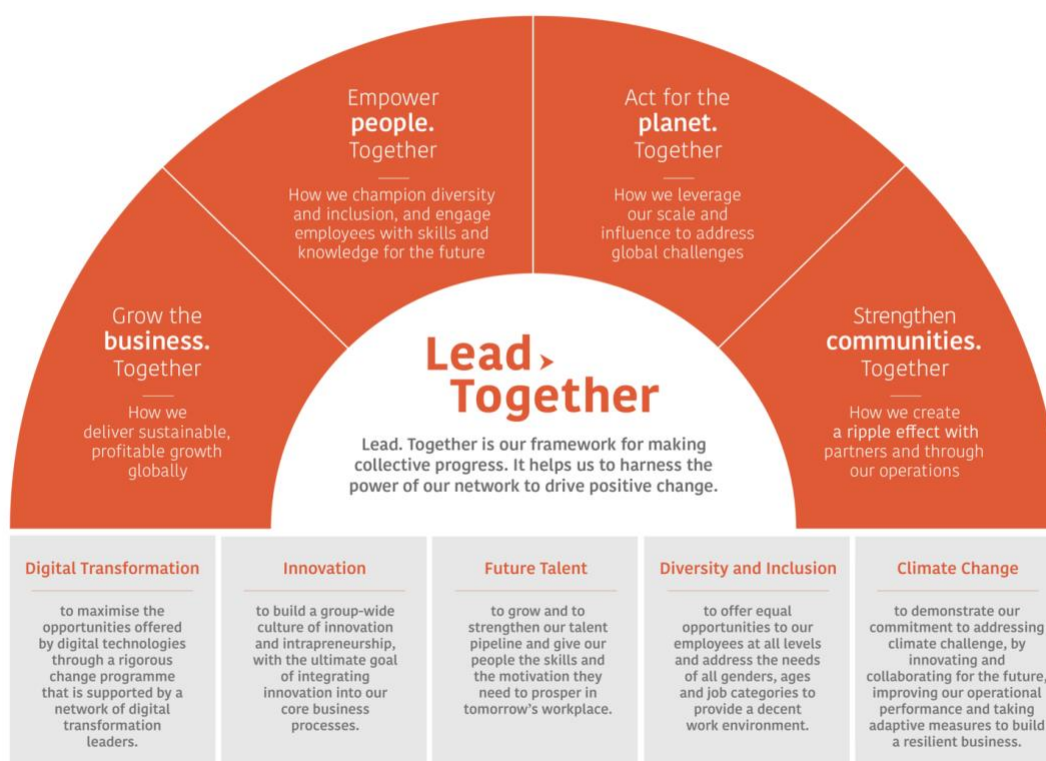 Empower
people.
Together
How we champion diversity
and inclusion, and engage
employees with skills and
knowledge for the future
Act for the
planet.
Together
How we leverage
our scale and
influence to address
global challenges
Grow the
business.
Together
How we
deliver sustainable,
profitable growth
globally
Strengthen
communities.
Together
How we create
a ripple effect with
partners and through
our operations
Lead
Together
Lead. Together is our framework for making
collective progress. It helps us to harness the
power of our network to drive positive change.
Digital Transformation
to maximise the
opportunities offered
by digital technologies
through a rigorous
change programme
that is supported by a
network of digital
transformation
leaders.
Innovation
to build a group-wide
culture of innovation
and intrapreneurship,
with the ultimate goal
of integrating
innovation into our
core business
processes.
Future Talent
to grow and to
strengthen our talent
pipeline and give our
people the skills and
the motivation they
need to prosper in
tomorrow's workplace.
Diversity and Inclusion
to offer equal
opportunities to our
employees at all levels
and address the needs
of all genders, ages
and job categories to
provide a decent
work environment.
Climate Change
to demonstrate our
commitment to addressing
climate challenge, by
innovating and
collaborating for the future,
improving our operational
performance and taking
adaptive measures to build
a resilient business.